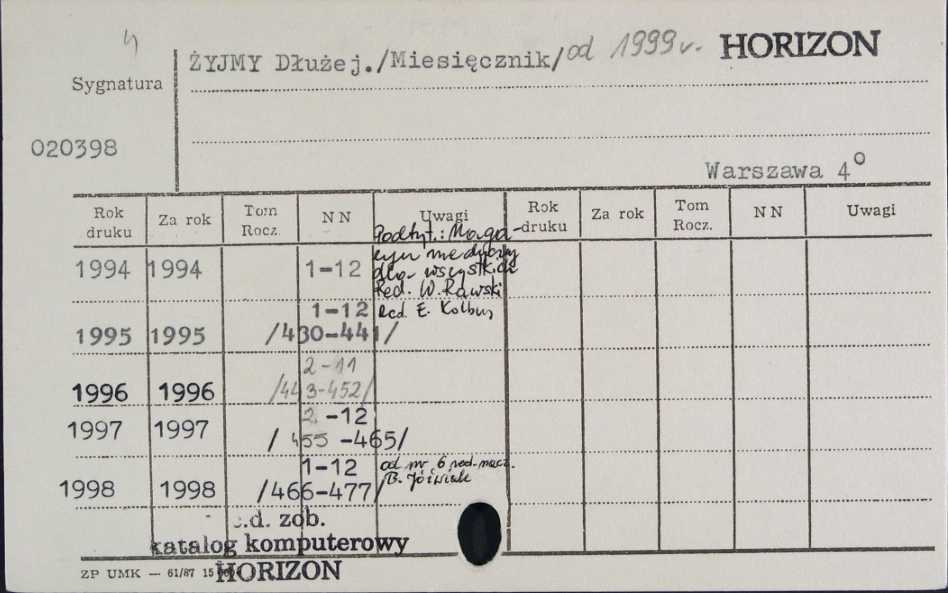 4
ŻYJMY Dłużej./Miesięcznik/ od 1999 r. HORIZON
Sygnatura
020398
Warszawa 4°
Rok druku Za rok Tom Rocz. NN Uwagi Rok druku Za rok Tom Rocz. NN Uwagi
Podtyt.: Maga-
zyn medyczny
dla wszystkich
Red. W. Rawski
1994 1994 1-12
1-12 Red. E. Kolbus
1995 1995 /430-441/
2-11
1996 1996 /443-452/
2-12
1997 1997 /455-465/
1-12 od nr 6 red. nacz.
1998 1998 /466-477/ B.
c.d. zob.
katalog komputerowy
HORIZON
ZP UMK — 61/87 15